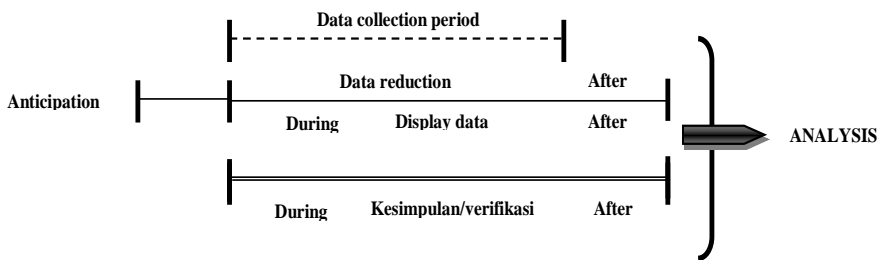 Data collection period
Data reduction After
Anticipation
During Display data After
ANALYSIS
During Kesimpulan/verifikasi After